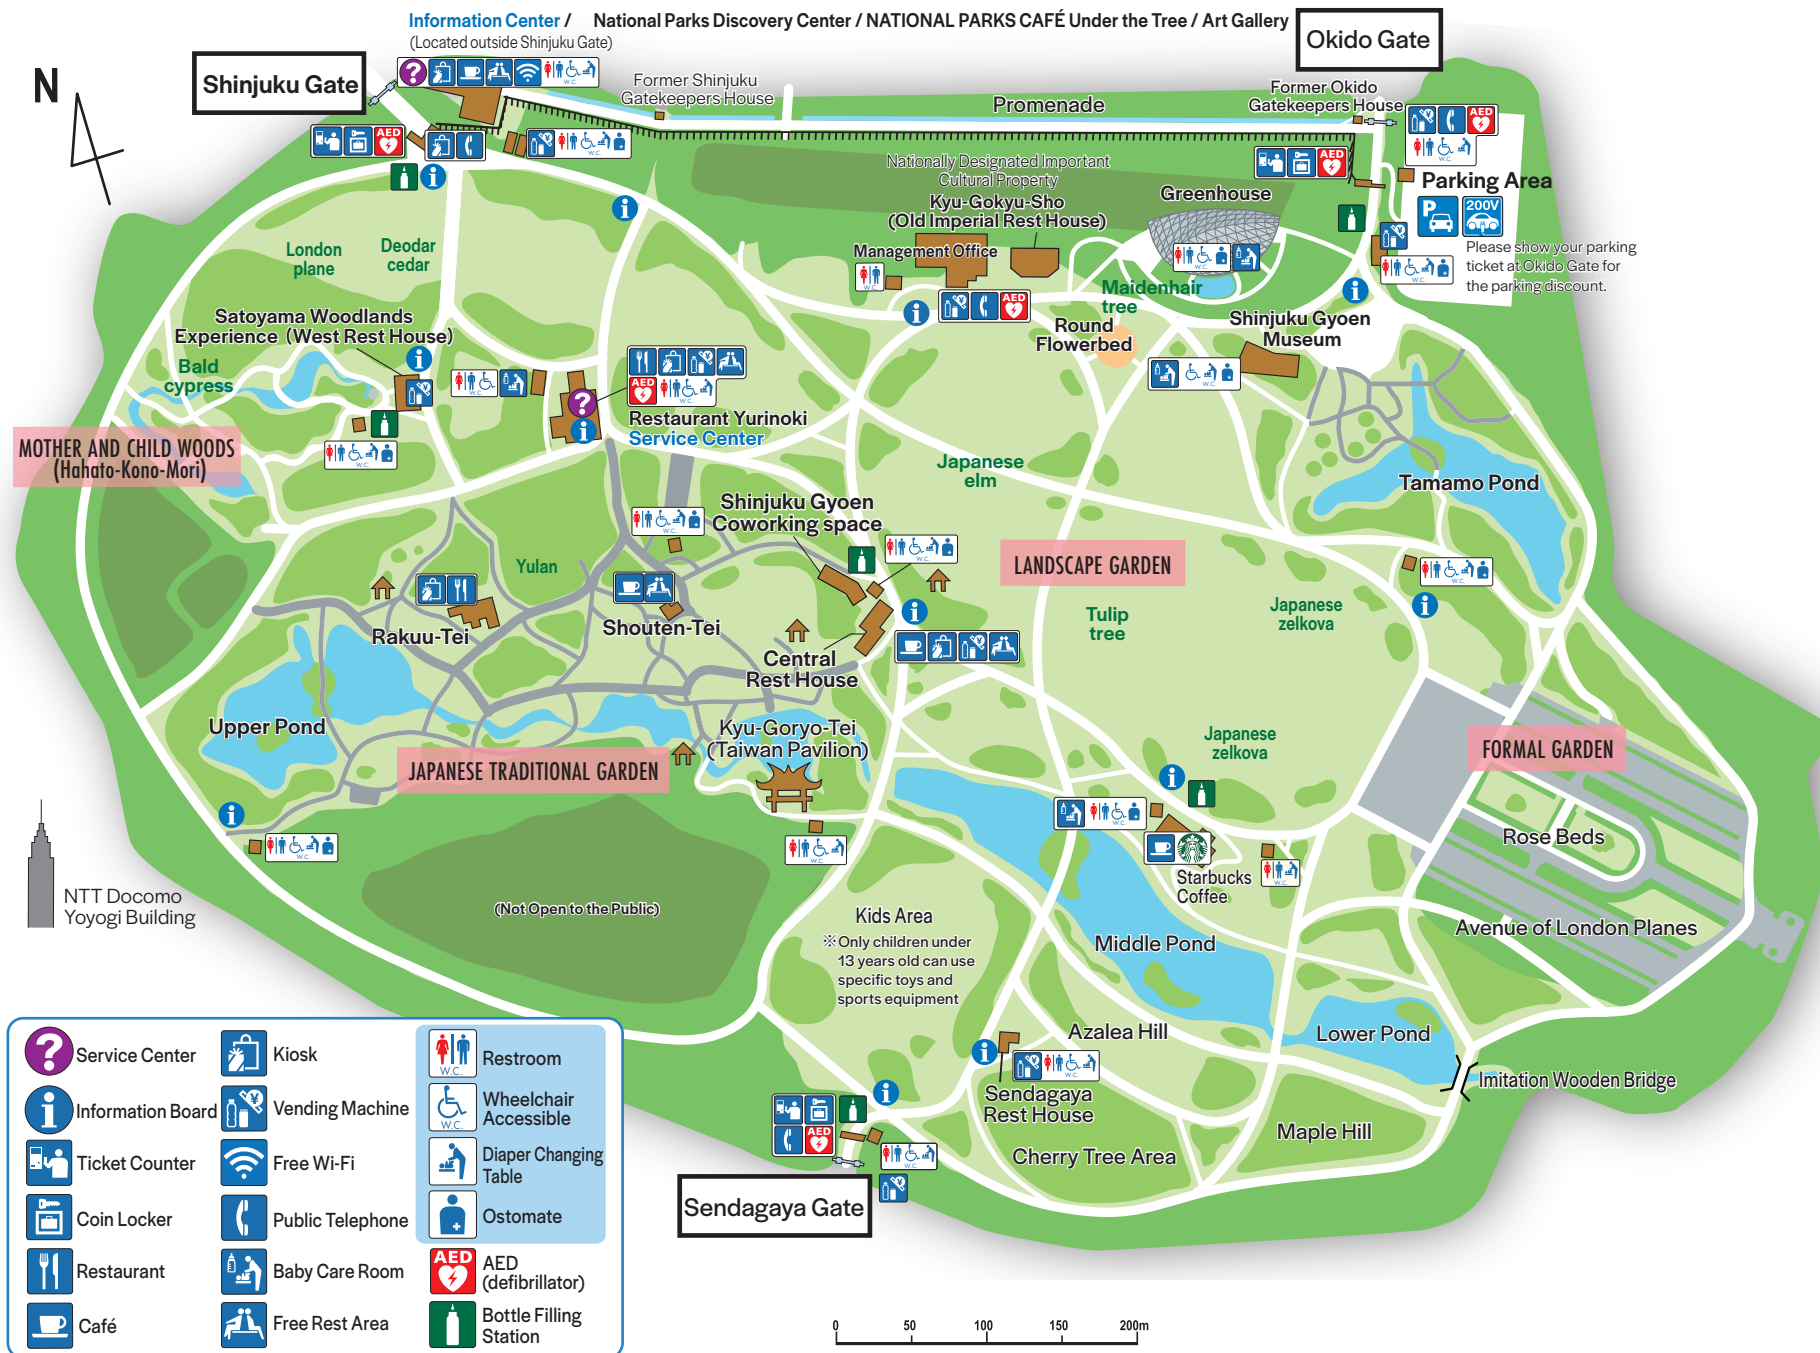 Information Center / National Parks Discovery Center / NATIONAL PARKS CAFÉ Under the Tree / Art Gallery
(Located outside Shinjuku Gate)
Okido Gate
Shinjuku Gate
N
Former Shinjuku
Gatekeepers House
Promenade
Former Okido
Gatekeepers House
AED
W.C.
W.C.
AED
W.C.
AED
W.C.
Nationally Designated Important
Cultural Property
Kyu-Gokyu-Sho
(Old Imperial Rest House)
Greenhouse
Parking Area
P
200V
Please show your parking
ticket at Okido Gate for
the parking discount.
W.C.
W.C.
London
plane
Deodar
cedar
Management Office
W.C.
AED
Maidenhair
tree
Round
Flowerbed
Shinjuku Gyoen
Museum
W.C.
Satoyama Woodlands
Experience (West Rest House)
Bald
cypress
W.C.
W.C.
AED
W.C.
Restaurant Yurinoki
Service Center
MOTHER AND CHILD WOODS
(Hahato-Kono-Mori)
Japanese
elm
Tamamo Pond
Shinjuku Gyoen
Coworking space
W.C.
W.C.
LANDSCAPE GARDEN
W.C.
Yulan
Rakuu-Tei
Shouten-Tei
Tulip
tree
Japanese
zelkova
Central
Rest House
Upper Pond
Kyu-Goryo-Tei
(Taiwan Pavilion)
JAPANESE TRADITIONAL GARDEN
Japanese
zelkova
FORMAL GARDEN
W.C.
W.C.
W.C.
Rose Beds
Starbucks
Coffee
W.C.
NTT Docomo
Yoyogi Building
(Not Open to the Public)
Kids Area
※Only children under
13 years old can use
specific toys and
sports equipment
Middle Pond
Avenue of London Planes
Azalea Hill
Lower Pond
W.C.
Sendagaya
Rest House
Imitation Wooden Bridge
AED
W.C.
Cherry Tree Area
Maple Hill
Sendagaya Gate
Service Center
Information Board
Ticket Counter
Coin Locker
Restaurant
Café
Kiosk
Vending Machine
Free Wi-Fi
Public Telephone
Baby Care Room
Free Rest Area
W.C.
Restroom
W.C.
Wheelchair
Accessible
Diaper Changing
Table
Ostomate
AED
AED
(defibrillator)
Bottle Filling
Station
0 50 100 150 200m